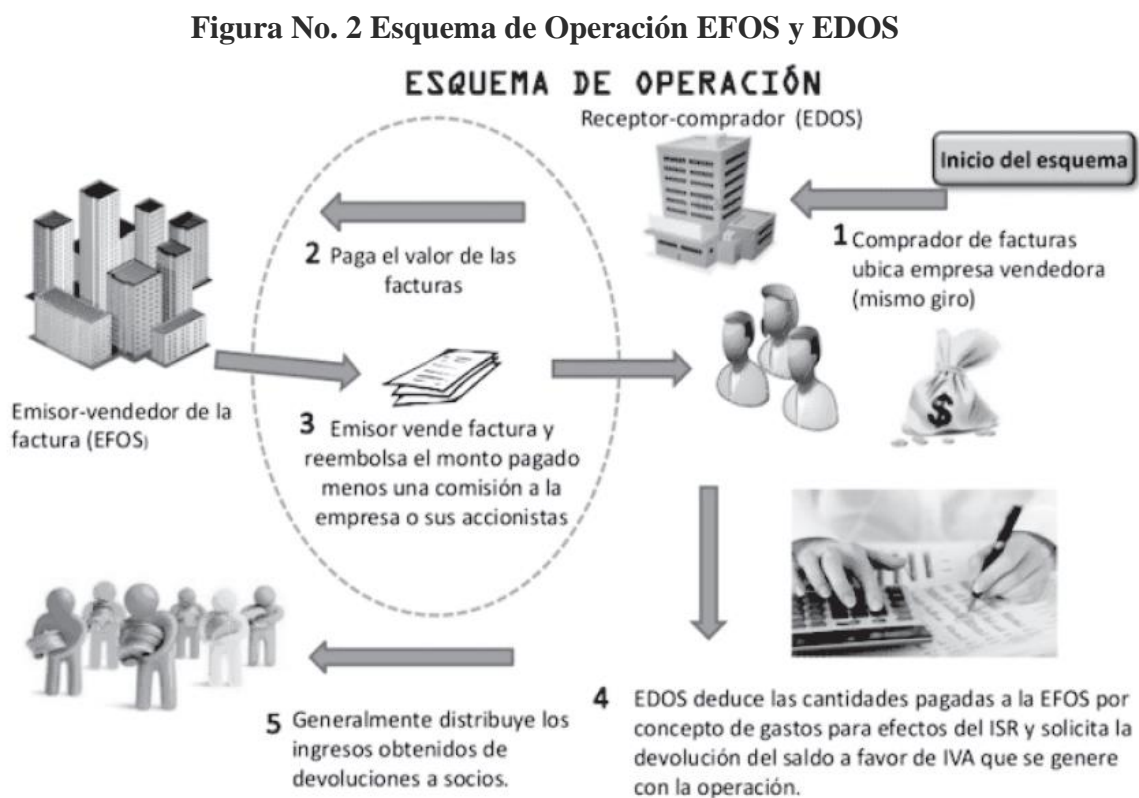 Figura No. 2 Esquema de Operación EFOS y EDOS
ESQUEMA DE OPERACIÓN
Receptor-comprador (EDOS)
Inicio del esquema
1 Comprador de facturas
ubica empresa vendedora
(mismo giro)
2 Paga el valor de las
facturas
Emisor-vendedor de la
factura (EFOS)
3 Emisor vende factura y
reembolsa el monto pagado
menos una comisión a la
empresa o sus accionistas
$
4 EDOS deduce las cantidades pagadas a la EFOS por
concepto de gastos para efectos del ISR y solicita la
devolución del saldo a favor de IVA que se genere
con la operación.
5 Generalmente distribuye los
ingresos obtenidos de
devoluciones a socios.